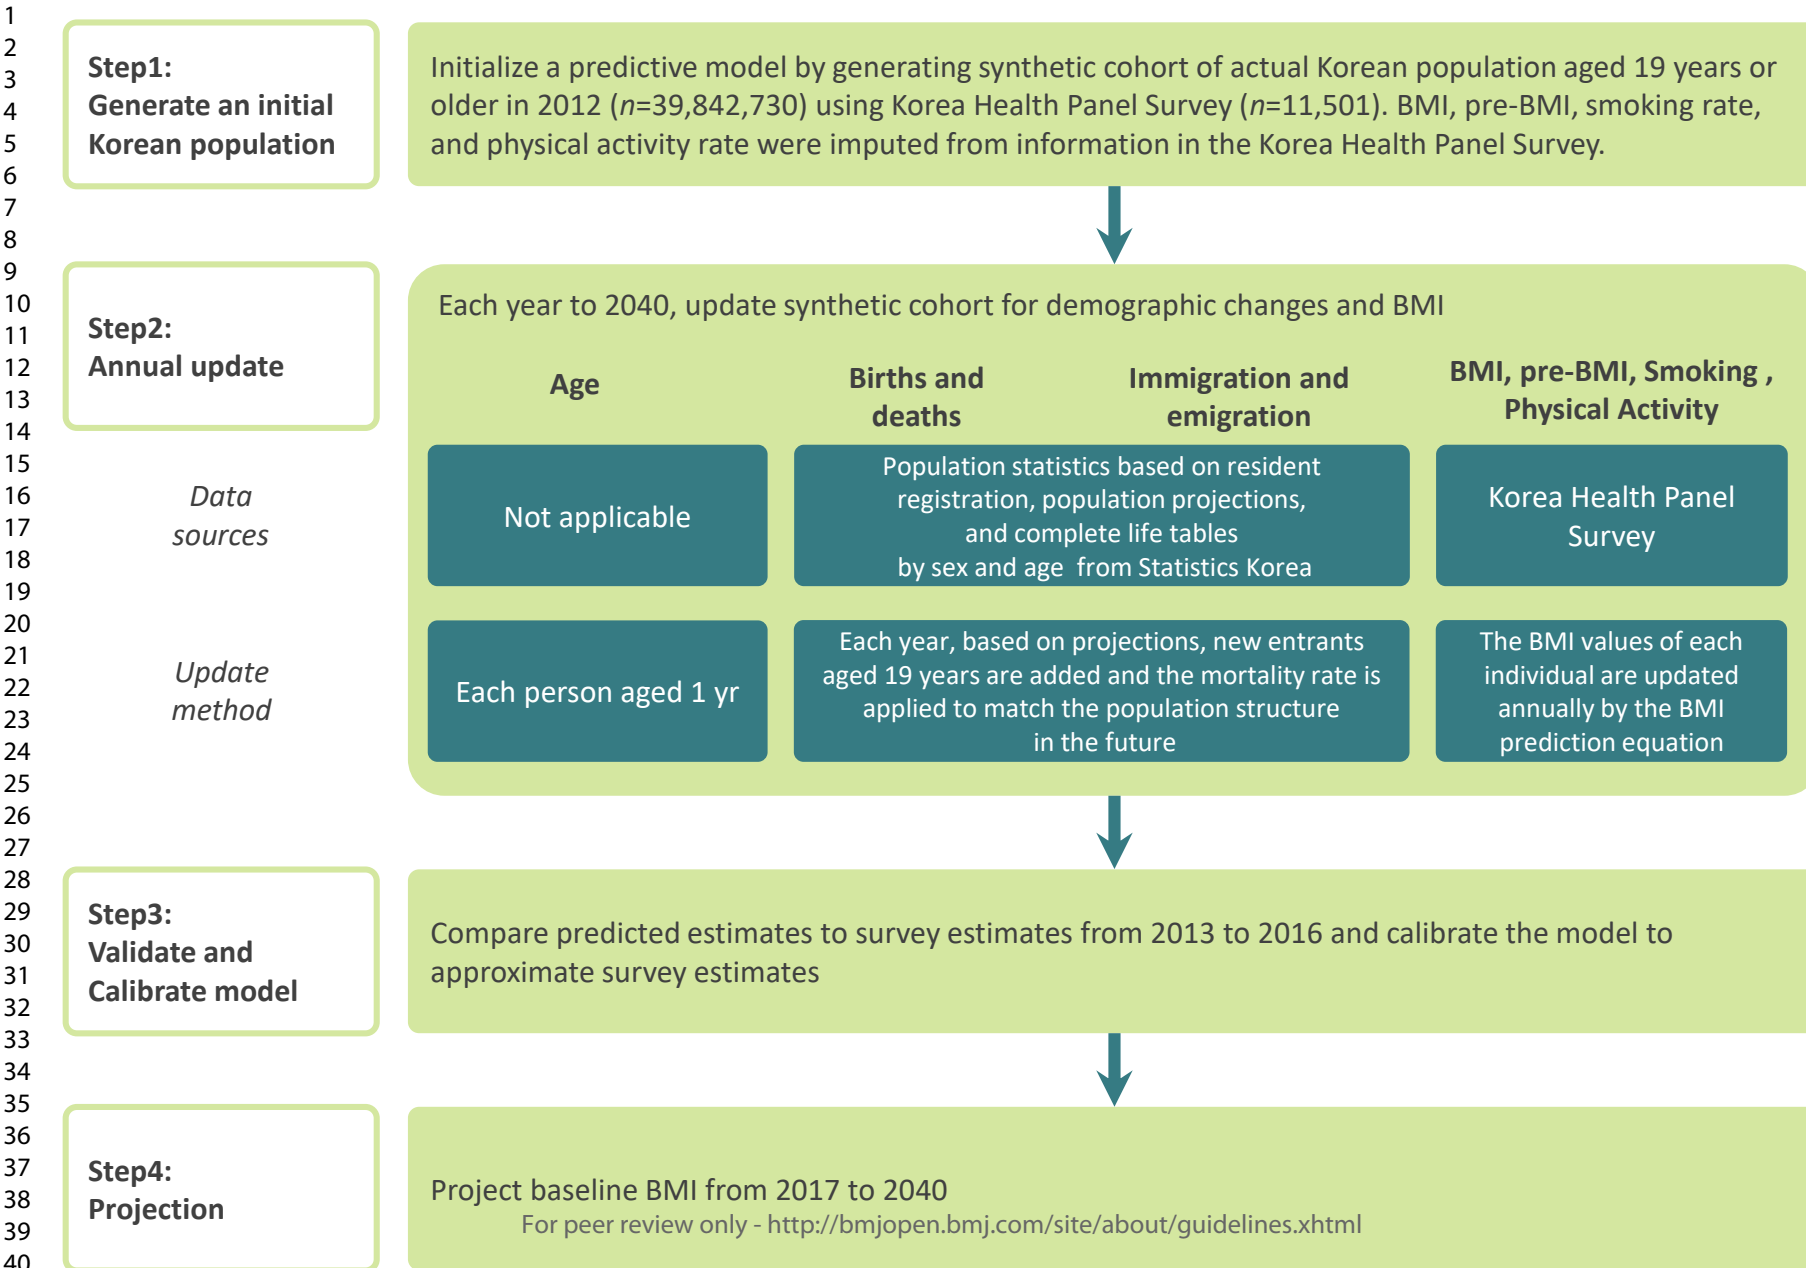 1
2
3
4
5
6
7
8
9
10
11
12
13
14
15
16
17
18
19
20
21
22
23
24
25
26
27
28
29
30
31
32
33
34
35
36
37
38
39
40
Step1:
Generate an initial
Korean population
Initialize a predictive model by generating synthetic cohort of actual Korean population aged 19 years or
older in 2012 (n=39,842,730) using Korea Health Panel Survey (n=11,501). BMI, pre-BMI, smoking rate,
and physical activity rate were imputed from information in the Korea Health Panel Survey.
Step2:
Annual update
Each year to 2040, update synthetic cohort for demographic changes and BMI
Age
Births and
deaths
Immigration and
emigration
BMI, pre-BMI, Smoking ,
Physical Activity
Data
sources
Not applicable
Population statistics based on resident
registration, population projections,
and complete life tables
by sex and age from Statistics Korea
Korea Health Panel
Survey
Update
method
Each person aged 1 yr
Each year, based on projections, new entrants
aged 19 years are added and the mortality rate is
applied to match the population structure
in the future
The BMI values of each
individual are updated
annually by the BMI
prediction equation
Step3:
Validate and
Calibrate model
Compare predicted estimates to survey estimates from 2013 to 2016 and calibrate the model to
approximate survey estimates
Step4:
Projection
Project baseline BMI from 2017 to 2040
For peer review only - http://bmjopen.bmj.com/site/about/guidelines.xhtml